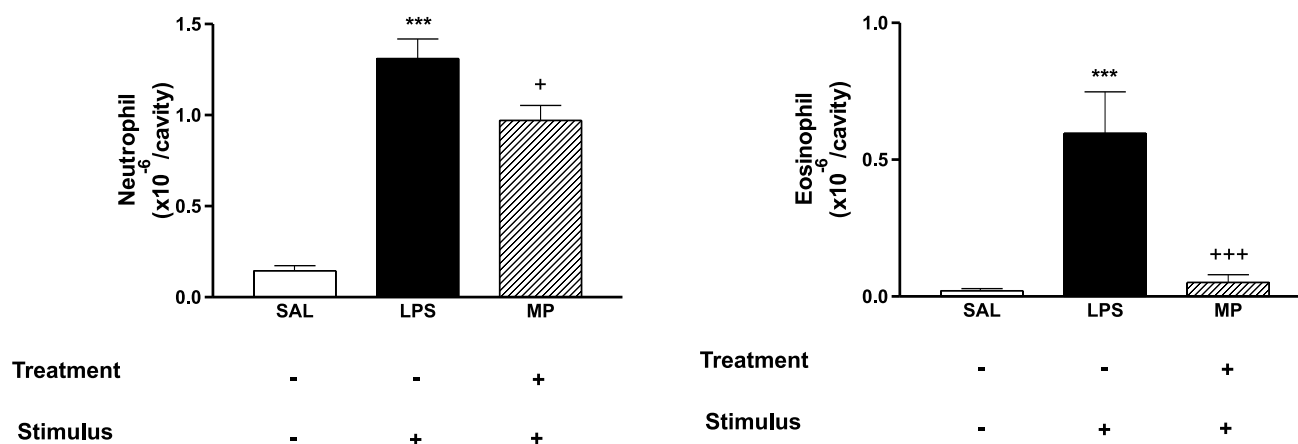 Neutrophil
(x10-6/cavity)
1.5
1.0
0.5
0.0
***
+
SAL LPS MP
Treatment - - +
Stimulus - + +
Eosinophil
(x10-6/cavity)
1.0
0.5
0.0
***
+++
SAL LPS MP
Treatment - - +
Stimulus - + +